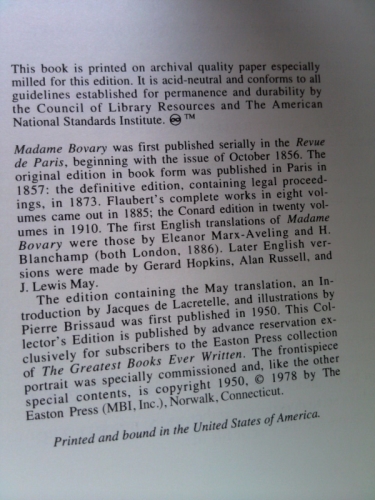 This book is printed on archival quality paper especially
milled for this edition. It is acid-neutral and conforms to all
guidelines established for permanence and durability by
the Council of Library Resources and The American
National Standards Institute. ♾ ™
Madame Bovary was first published serially in the Revue
de Paris, beginning with the issue of October 1856. The
original edition in book form was published in Paris in
1857: the definitive edition, containing legal proceed-
ings, in 1873. Flaubert's complete works in eight vol-
umes came out in 1885; the Conard edition in twenty vol-
umes in 1910. The first English translations of Madame
Bovary were those by Eleanor Marx-Aveling and H.
Blanchamp (both London, 1886). Later English ver-
sions were made by Gerard Hopkins, Alan Russell, and
J. Lewis May.
The edition containing the May translation, an In-
troduction by Jacques de Lacretelle, and illustrations by
Pierre Brissaud was first published in 1950. This Col-
lector's Edition is published by advance reservation ex-
clusively for subscribers to the Easton Press collection
of The Greatest Books Ever Written. The frontispiece
portrait was specially commissioned and, like the other
special contents, is copyright 1950, © 1978 by The
Easton Press (MBI, Inc.), Norwalk, Connecticut.
Printed and bound in the United States of America.